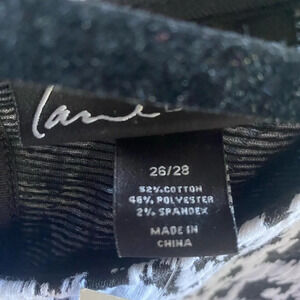 Lane
26/28
52% COTTON
46% POLYESTER
2% SPANDEX
MADE IN
CHINA